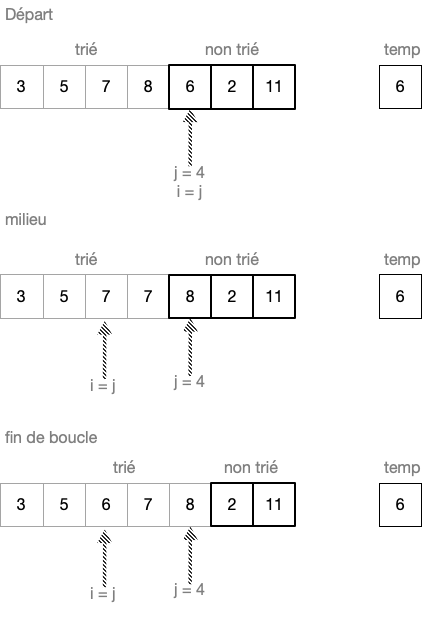 Départ
trié non trié temp
3 5 7 8 6 2 11 6
j = 4
i = j
milieu
trié non trié temp
3 5 7 7 8 2 11 6
i = j j = 4
fin de boucle
trié non trié temp
3 5 6 7 8 2 11 6
i = j j = 4